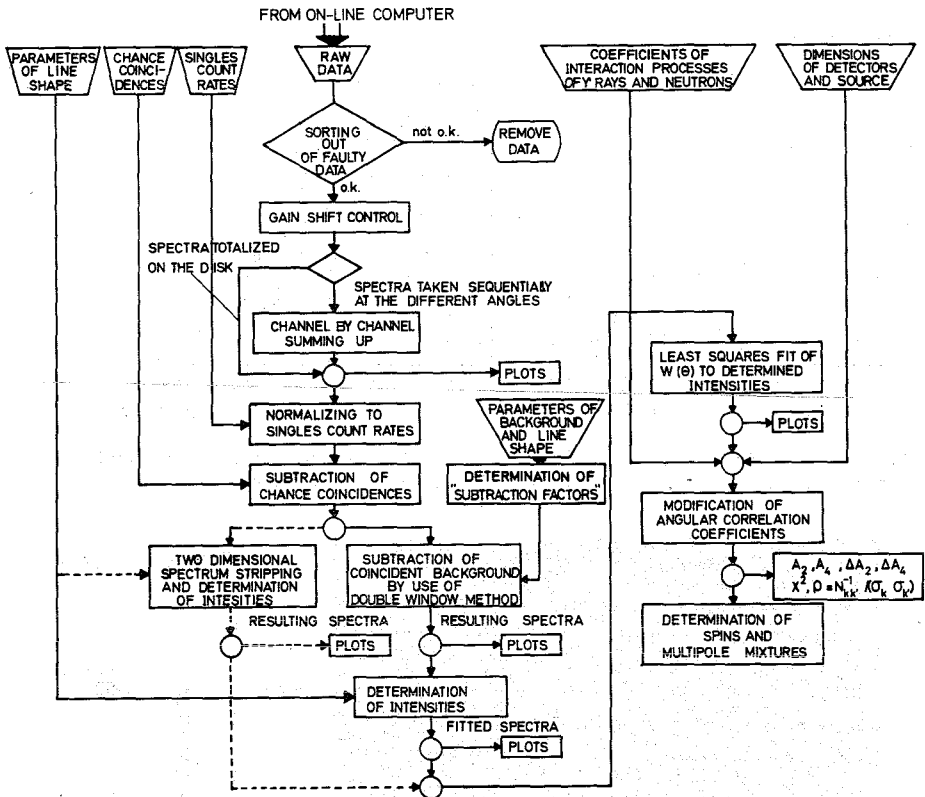 FROM ON-LINE COMPUTER
PARAMETERS
OF LINE
SHAPE
CHANCE
COINCI-
DENCES
SINGLES
COUNT
RATES
RAW
DATA
COEFFICIENTS OF
INTERACTION PROCESSES
OF γ RAYS AND NEUTRONS
DIMENSIONS
OF DETECTORS
AND SOURCE
SORTING
OUT
OF FAULTY
DATA
not o.k.
REMOVE
DATA
o.k.
GAIN SHIFT CONTROL
SPECTRA TOTALIZED
ON THE DISK
SPECTRA TAKEN SEQUENTIALLY
AT THE DIFFERENT ANGLES
CHANNEL BY CHANNEL
SUMMING UP
PLOTS
NORMALIZING TO
SINGLES COUNT RATES
SUBTRACTION OF
CHANCE COINCIDENCES
PARAMETERS OF
BACKGROUND
AND LINE
SHAPE
DETERMINATION OF
"SUBTRACTION FACTORS"
TWO DIMENSIONAL
SPECTRUM STRIPPING
AND DETERMINATION
OF INTESITIES
SUBTRACTION OF
COINCIDENT BACKGROUND
BY USE OF
DOUBLE WINDOW METHOD
RESULTING SPECTRA
PLOTS
RESULTING SPECTRA
PLOTS
DETERMINATION
OF INTENSITIES
FITTED SPECTRA
PLOTS
LEAST SQUARES FIT OF
W(θ) TO DETERMINED
INTENSITIES
PLOTS
MODIFICATION OF
ANGULAR CORRELATION
COEFFICIENTS
A₂, A₄, ΔA₂, ΔA₄
χ², ρ = N⁻¹kk' /(σk σk')
DETERMINATION OF
SPINS AND
MULTIPOLE MIXTURES